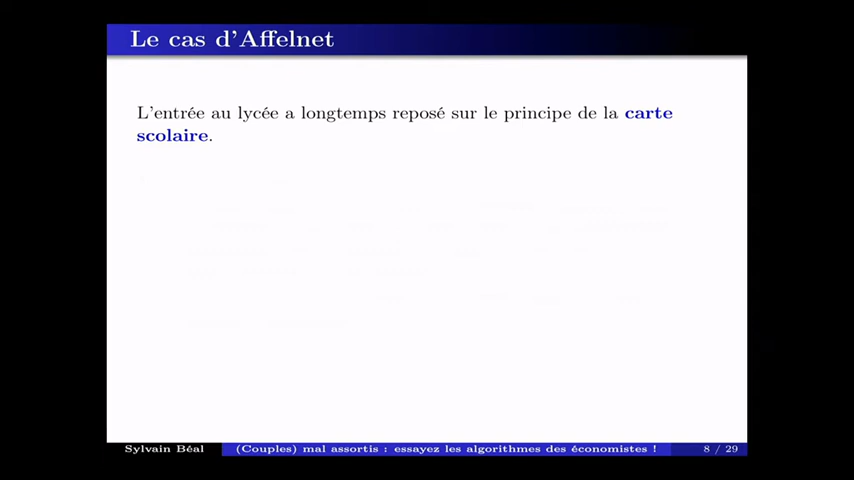 Le cas d'Affelnet
L'entrée au lycée a longtemps reposé sur le principe de la carte
scolaire.
Sylvain Béal (Couples) mal assortis : essayez les algorithmes des économistes ! 8 / 29